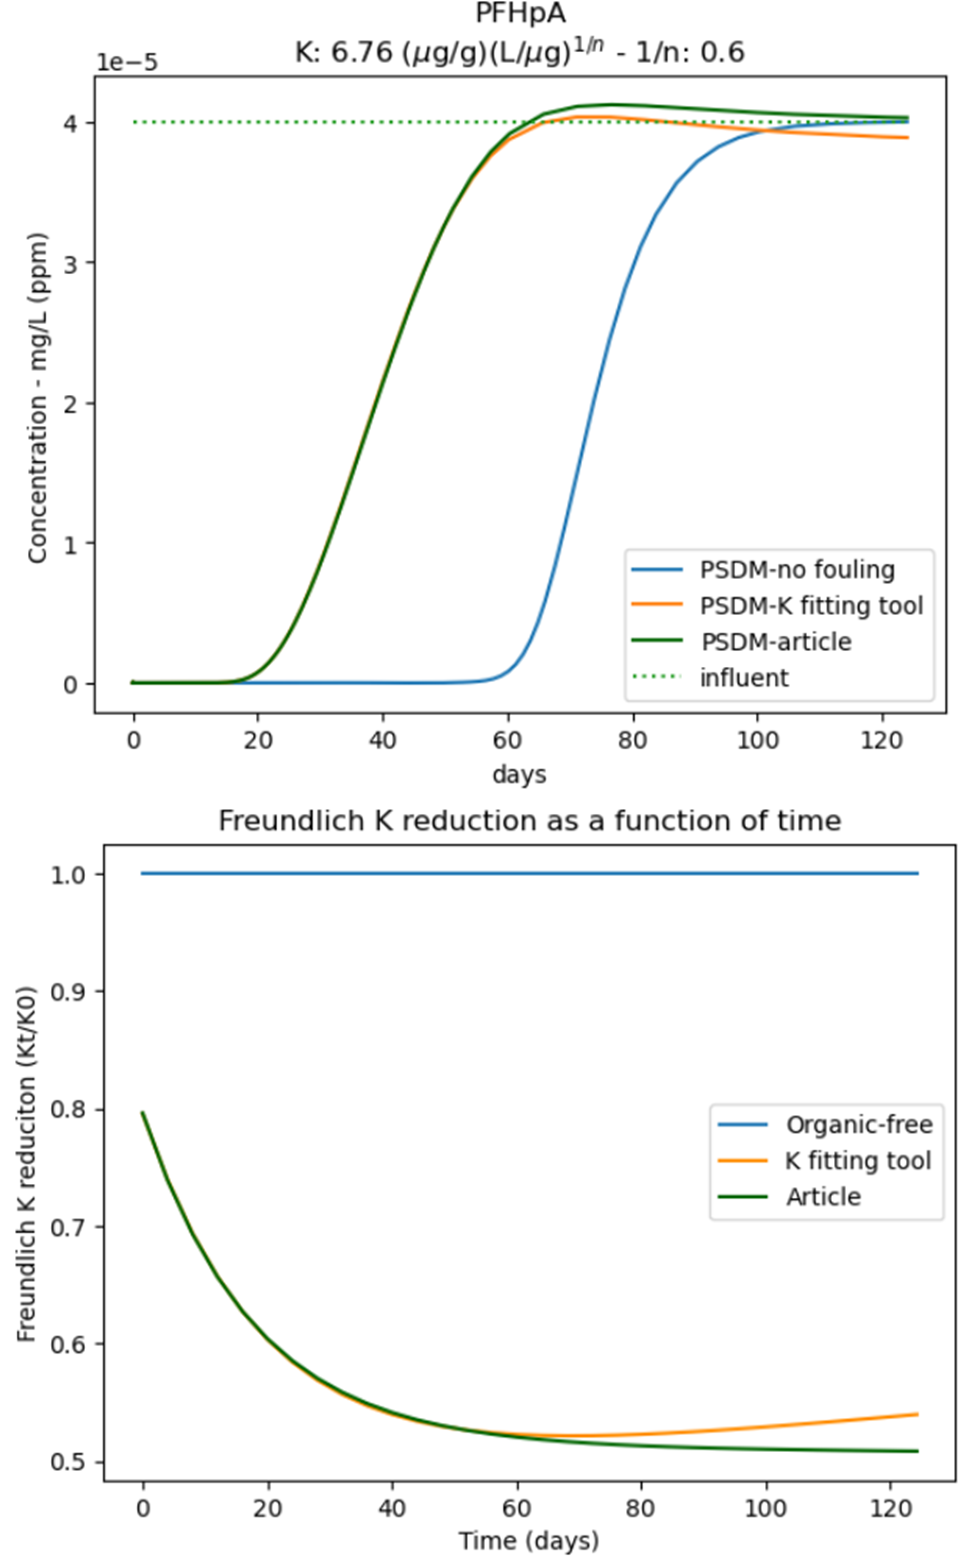 PFHpA
K: 6.76 (μg/g)(L/μg)^{1/n} - 1/n: 0.6
1e−5
4
3
2
1
0
Concentration - mg/L (ppm)
PSDM-no fouling
PSDM-K fitting tool
PSDM-article
influent
0 20 40 60 80 100 120
days
Freundlich K reduction as a function of time
1.0
0.9
0.8
0.7
0.6
0.5
Freundlich K reduciton (Kt/K0)
Organic-free
K fitting tool
Article
0 20 40 60 80 100 120
Time (days)